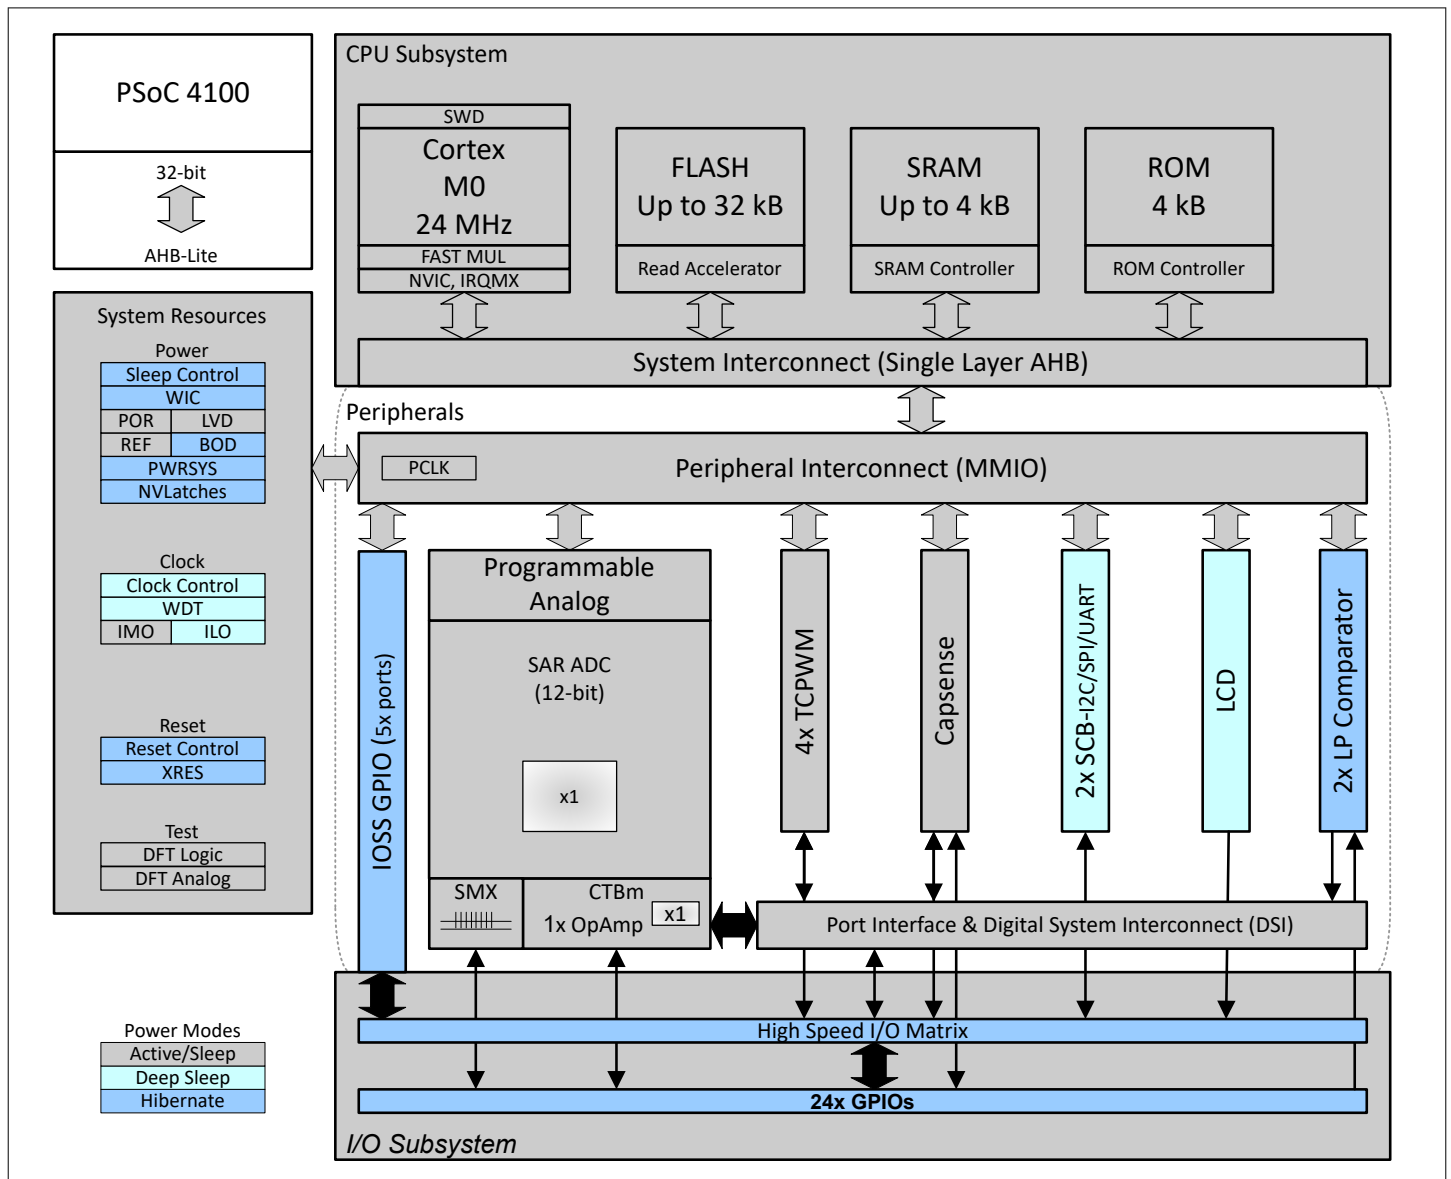 PSoC 4100
32-bit
AHB-Lite
CPU Subsystem
SWD
Cortex
M0
24 MHz
FAST MUL
NVIC, IRQMX
FLASH
Up to 32 kB
Read Accelerator
SRAM
Up to 4 kB
SRAM Controller
ROM
4 kB
ROM Controller
System Interconnect (Single Layer AHB)
System Resources
Power
Sleep Control
WIC
POR LVD
REF BOD
PWRSYS
NVLatches
Clock
Clock Control
WDT
IMO ILO
Reset
Reset Control
XRES
Test
DFT Logic
DFT Analog
Peripherals
PCLK
Peripheral Interconnect (MMIO)
IOSS GPIO (5x ports)
Programmable
Analog
SAR ADC
(12-bit)
x1
SMX
CTBm
1x OpAmp
x1
4x TCPWM
Capsense
2x SCB-I2C/SPI/UART
LCD
2x LP Comparator
Port Interface & Digital System Interconnect (DSI)
High Speed I/O Matrix
24x GPIOs
I/O Subsystem
Power Modes
Active/Sleep
Deep Sleep
Hibernate